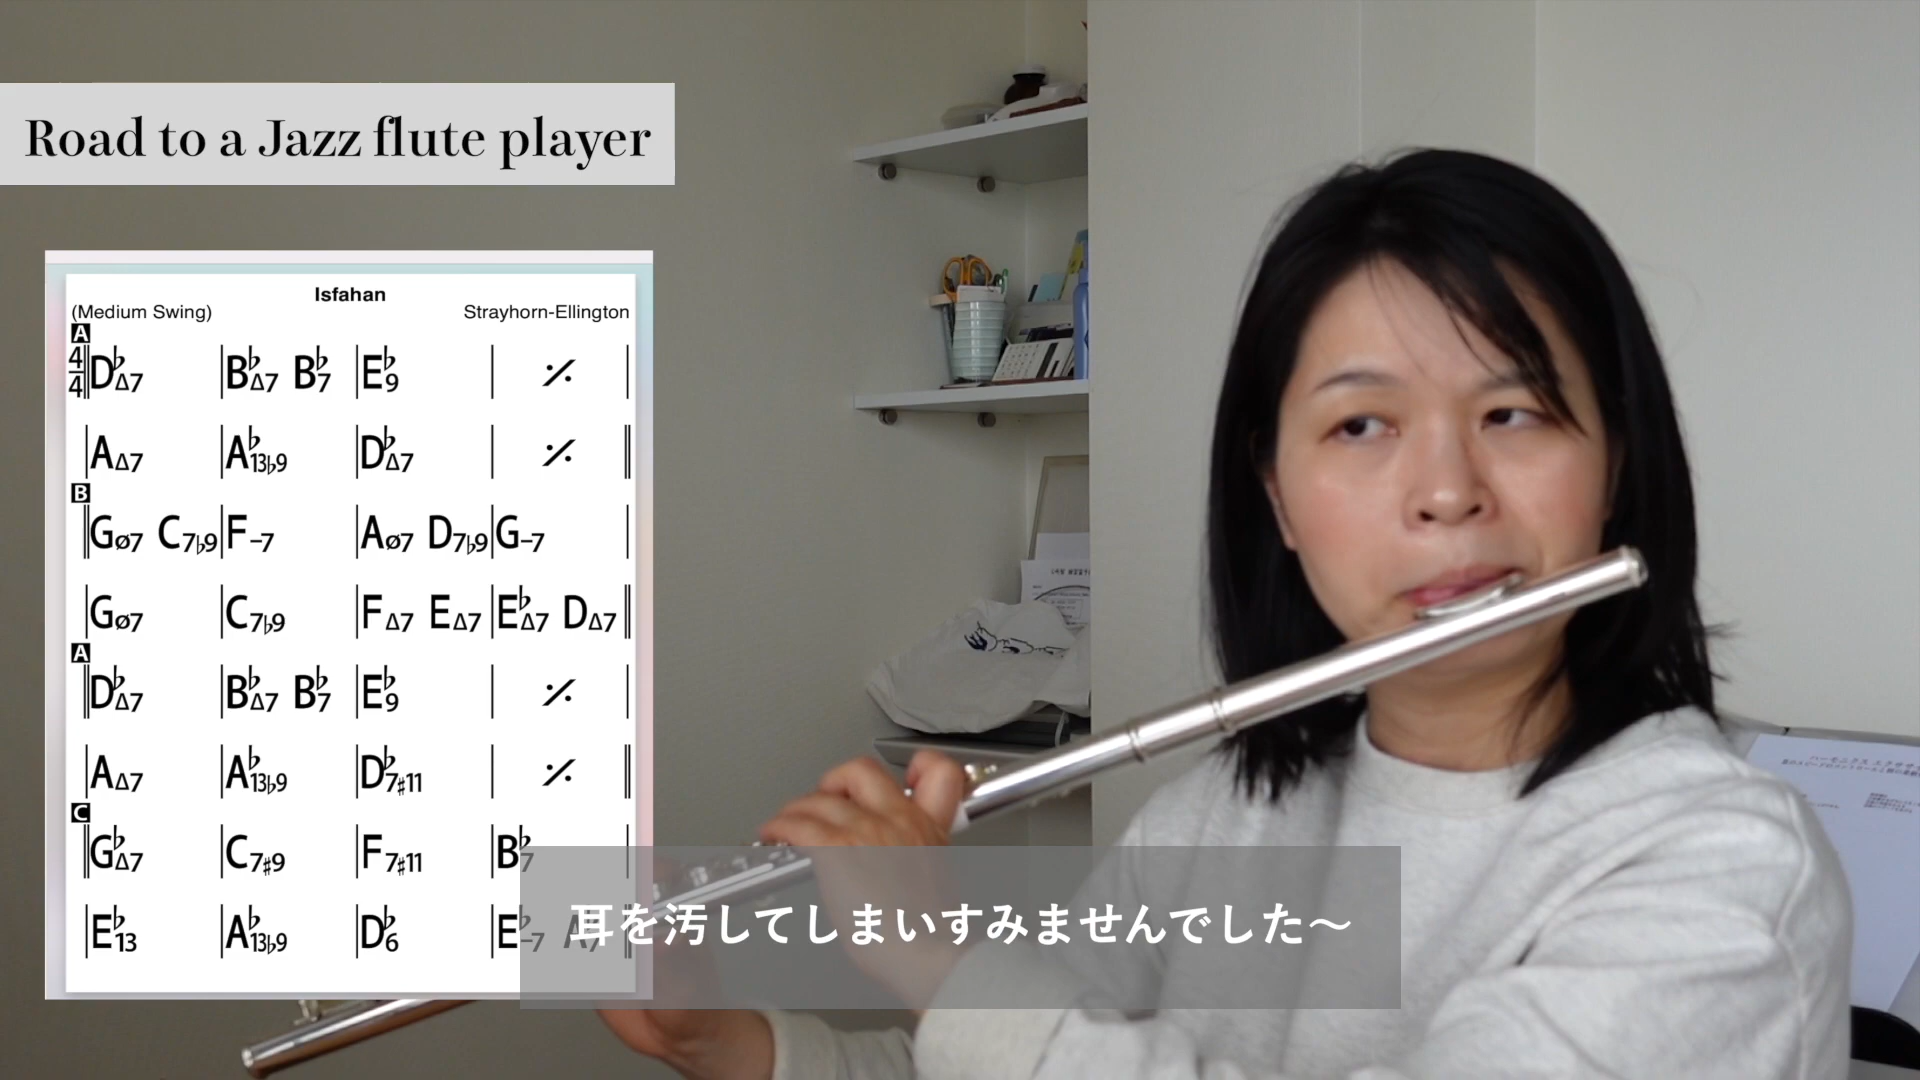 Road to a Jazz flute player
Isfahan
(Medium Swing) Strayhorn-Ellington
A
4/4 D♭Δ7 | B♭Δ7 B♭7 | E♭9 | 𝄎 |
| AΔ7 | A♭13♭9 | D♭Δ7 | 𝄎 ||
B
Gø7 C7♭9 | F-7 | Aø7 D7♭9 | G-7 |
| Gø7 | C7♭9 | FΔ7 EΔ7 | E♭Δ7 DΔ7 ||
A
D♭Δ7 | B♭Δ7 B♭7 | E♭9 | 𝄎 |
| AΔ7 | A♭13♭9 | D♭7♯11 | 𝄎 ||
C
G♭Δ7 | C7♯9 | F7♯11 | B♭7 |
| E♭13 | A♭13♭9 | D♭6 | E♭-7 A♭7 ||
耳を汚してしまいすみませんでした〜